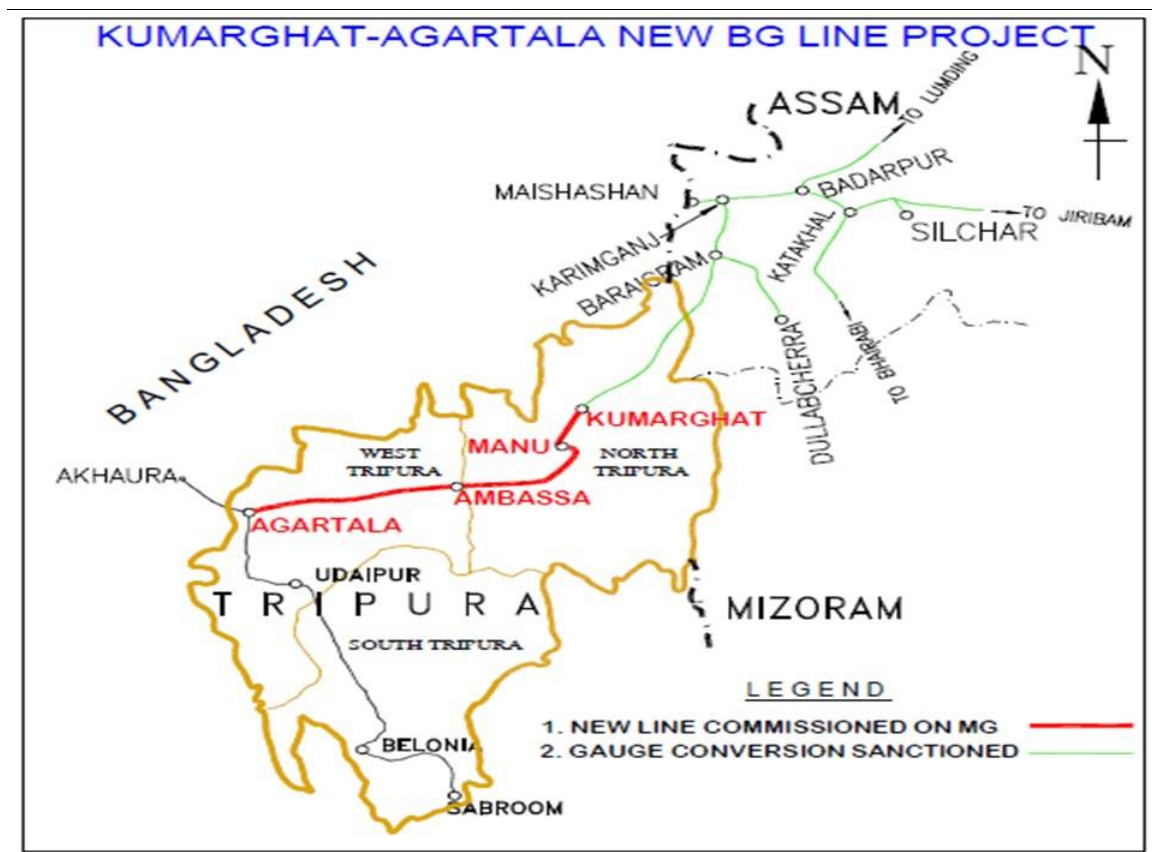 KUMARGHAT-AGARTALA NEW BG LINE PROJECT
N
ASSAM
TO LUMDING
MAISHASHAN
BADARPUR
TO JIRIBAM
SILCHAR
KATAKHAL
KARIMGANJ
BARAIGRAM
BANGLADESH
TO BHAIRABI
DULLABCHERRA
KUMARGHAT
MANU
WEST
TRIPURA
NORTH
TRIPURA
AKHAURA
AMBASSA
AGARTALA
UDAIPUR
TRIPURA
MIZORAM
SOUTH TRIPURA
LEGEND
1. NEW LINE COMMISSIONED ON MG
2. GAUGE CONVERSION SANCTIONED
BELONIA
SABROOM